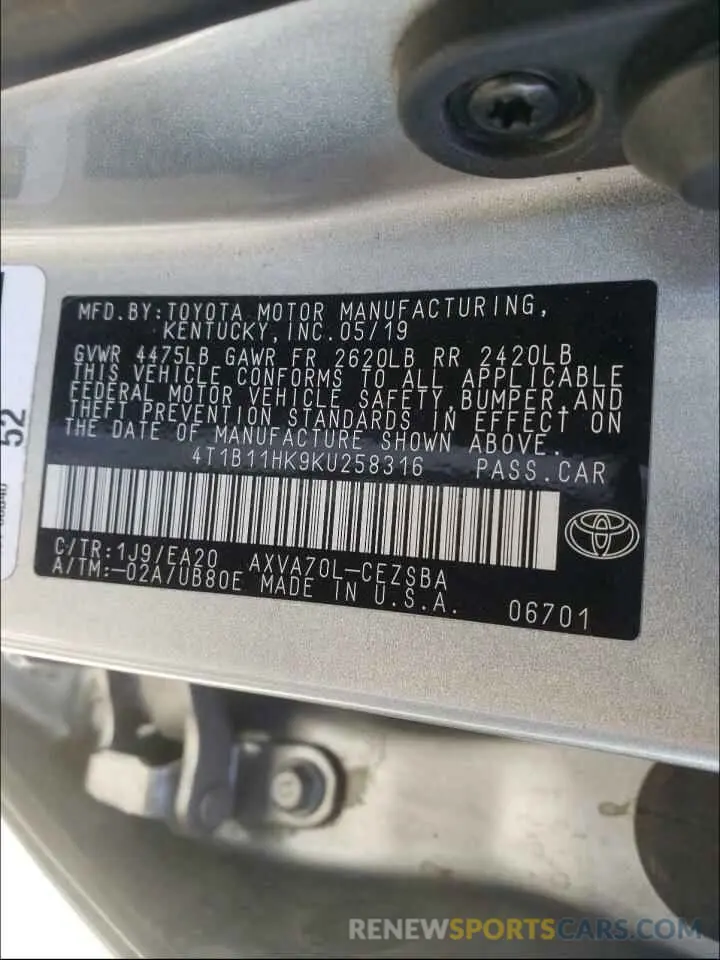 MFD.BY:TOYOTA MOTOR MANUFACTURING,
KENTUCKY,INC.05/19
GVWR 4475LB GAWR FR 2620LB RR 2420LB
THIS VEHICLE CONFORMS TO ALL APPLICABLE
FEDERAL MOTOR VEHICLE SAFETY,BUMPER,AND
THEFT PREVENTION STANDARDS IN EFFECT ON
THE DATE OF MANUFACTURE SHOWN ABOVE.
4T1B11HK9KU258316 PASS.CAR
C/TR:1J9/EA20 AXVA70L-CEZSBA
A/TM:-02A/UB80E MADE IN U.S.A. 06701
52
RENEWSPORTSCARS.COM